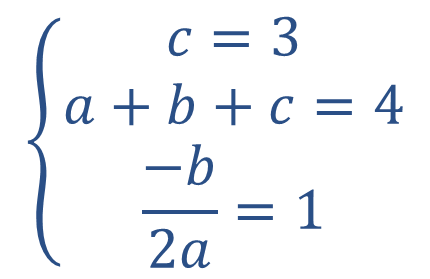 c = 3
a + b + c = 4
−b
2a = 1